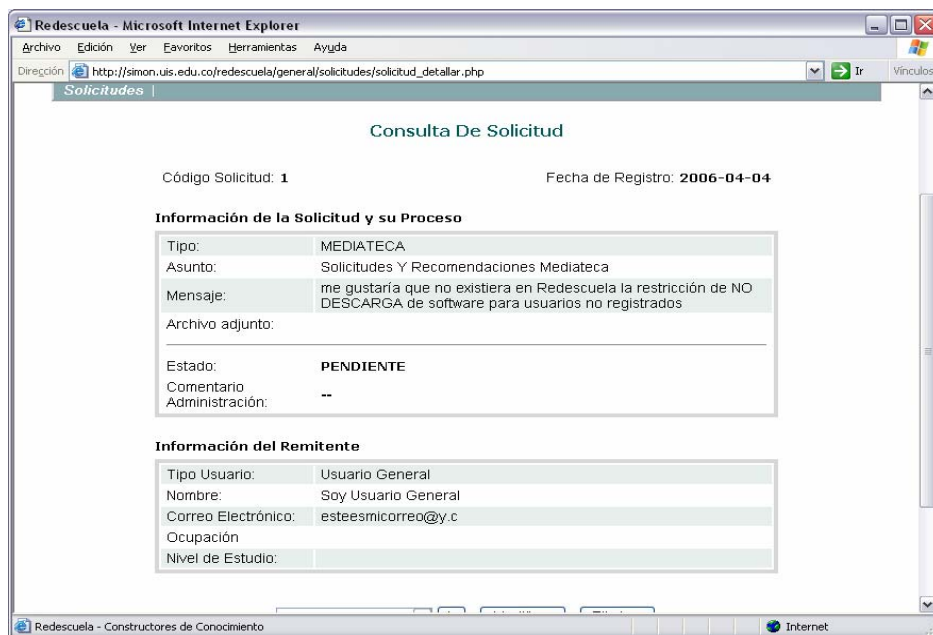 Redescuela - Microsoft Internet Explorer
Archivo Edición Ver Favoritos Herramientas Ayuda
Dirección http://simon.uis.edu.co/redescuela/general/solicitudes/solicitud_detallar.php Ir Vínculos
Solicitudes |
Consulta De Solicitud
Código Solicitud: 1 Fecha de Registro: 2006-04-04
Información de la Solicitud y su Proceso
Tipo: MEDIATECA
Asunto: Solicitudes Y Recomendaciones Mediateca
Mensaje: me gustaría que no existiera en Redescuela la restricción de NO
DESCARGA de software para usuarios no registrados
Archivo adjunto:
Estado: PENDIENTE
Comentario
Administración: --
Información del Remitente
Tipo Usuario: Usuario General
Nombre: Soy Usuario General
Correo Electrónico: esteesmicorreo@y.c
Ocupación
Nivel de Estudio:
Redescuela - Constructores de Conocimiento Internet